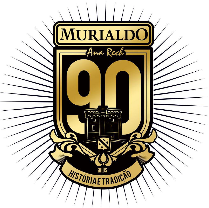 MURIALDO
Ana Rech
90
HISTÓRIA E TRADIÇÃO